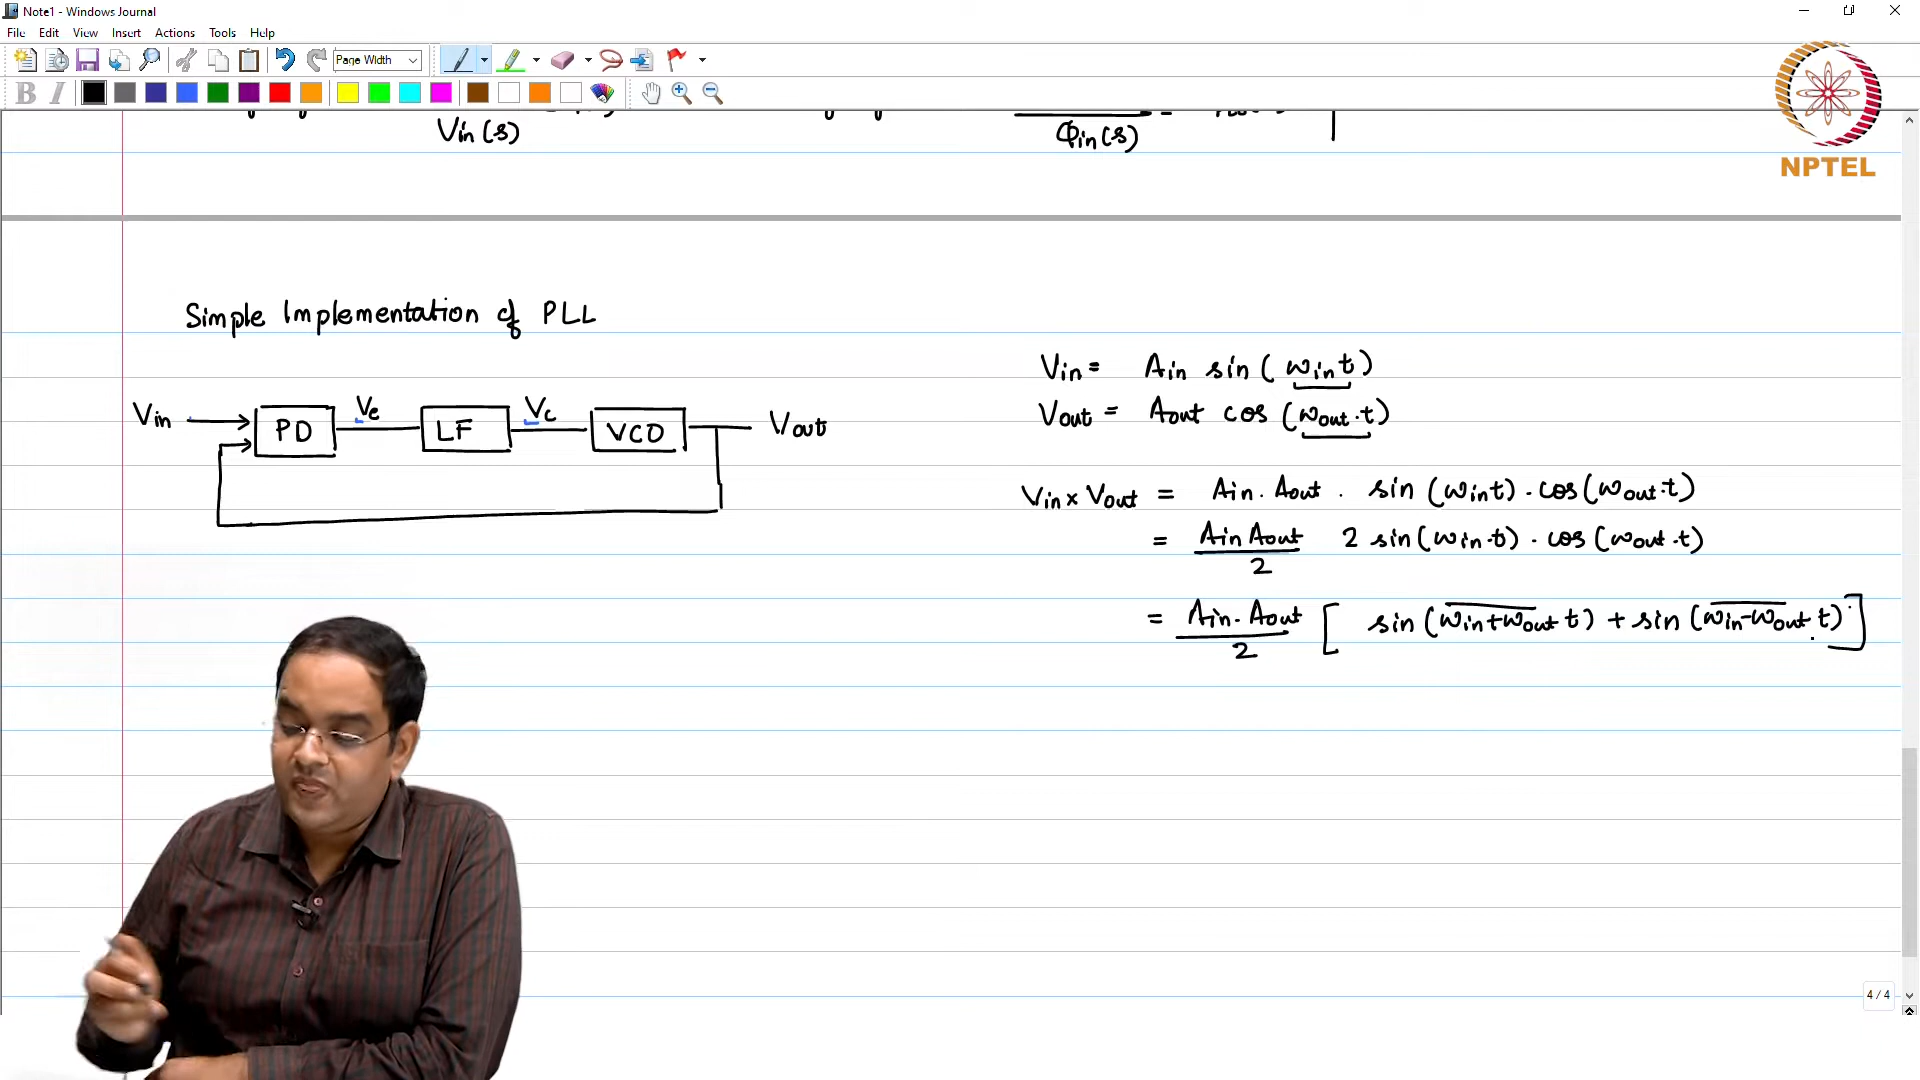 Note1 - Windows Journal
File Edit View Insert Actions Tools Help
Page Width
B I
NPTEL
Vin (s)
Φin(s)
=
Simple Implementation of PLL
Vin = Ain sin ( ωin t )
Vout = Aout cos (ωout · t)
Vin PD Ve LF Vc VCO Vout
Vin x Vout = Ain . Aout . sin (ωin t) . cos (ωout · t)
= Ain Aout / 2 2 sin (ωin · t) . cos (ωout · t)
= Ain . Aout / 2 [ sin (ωin + ωout t) + sin (ωin - ωout t) ]
4 / 4